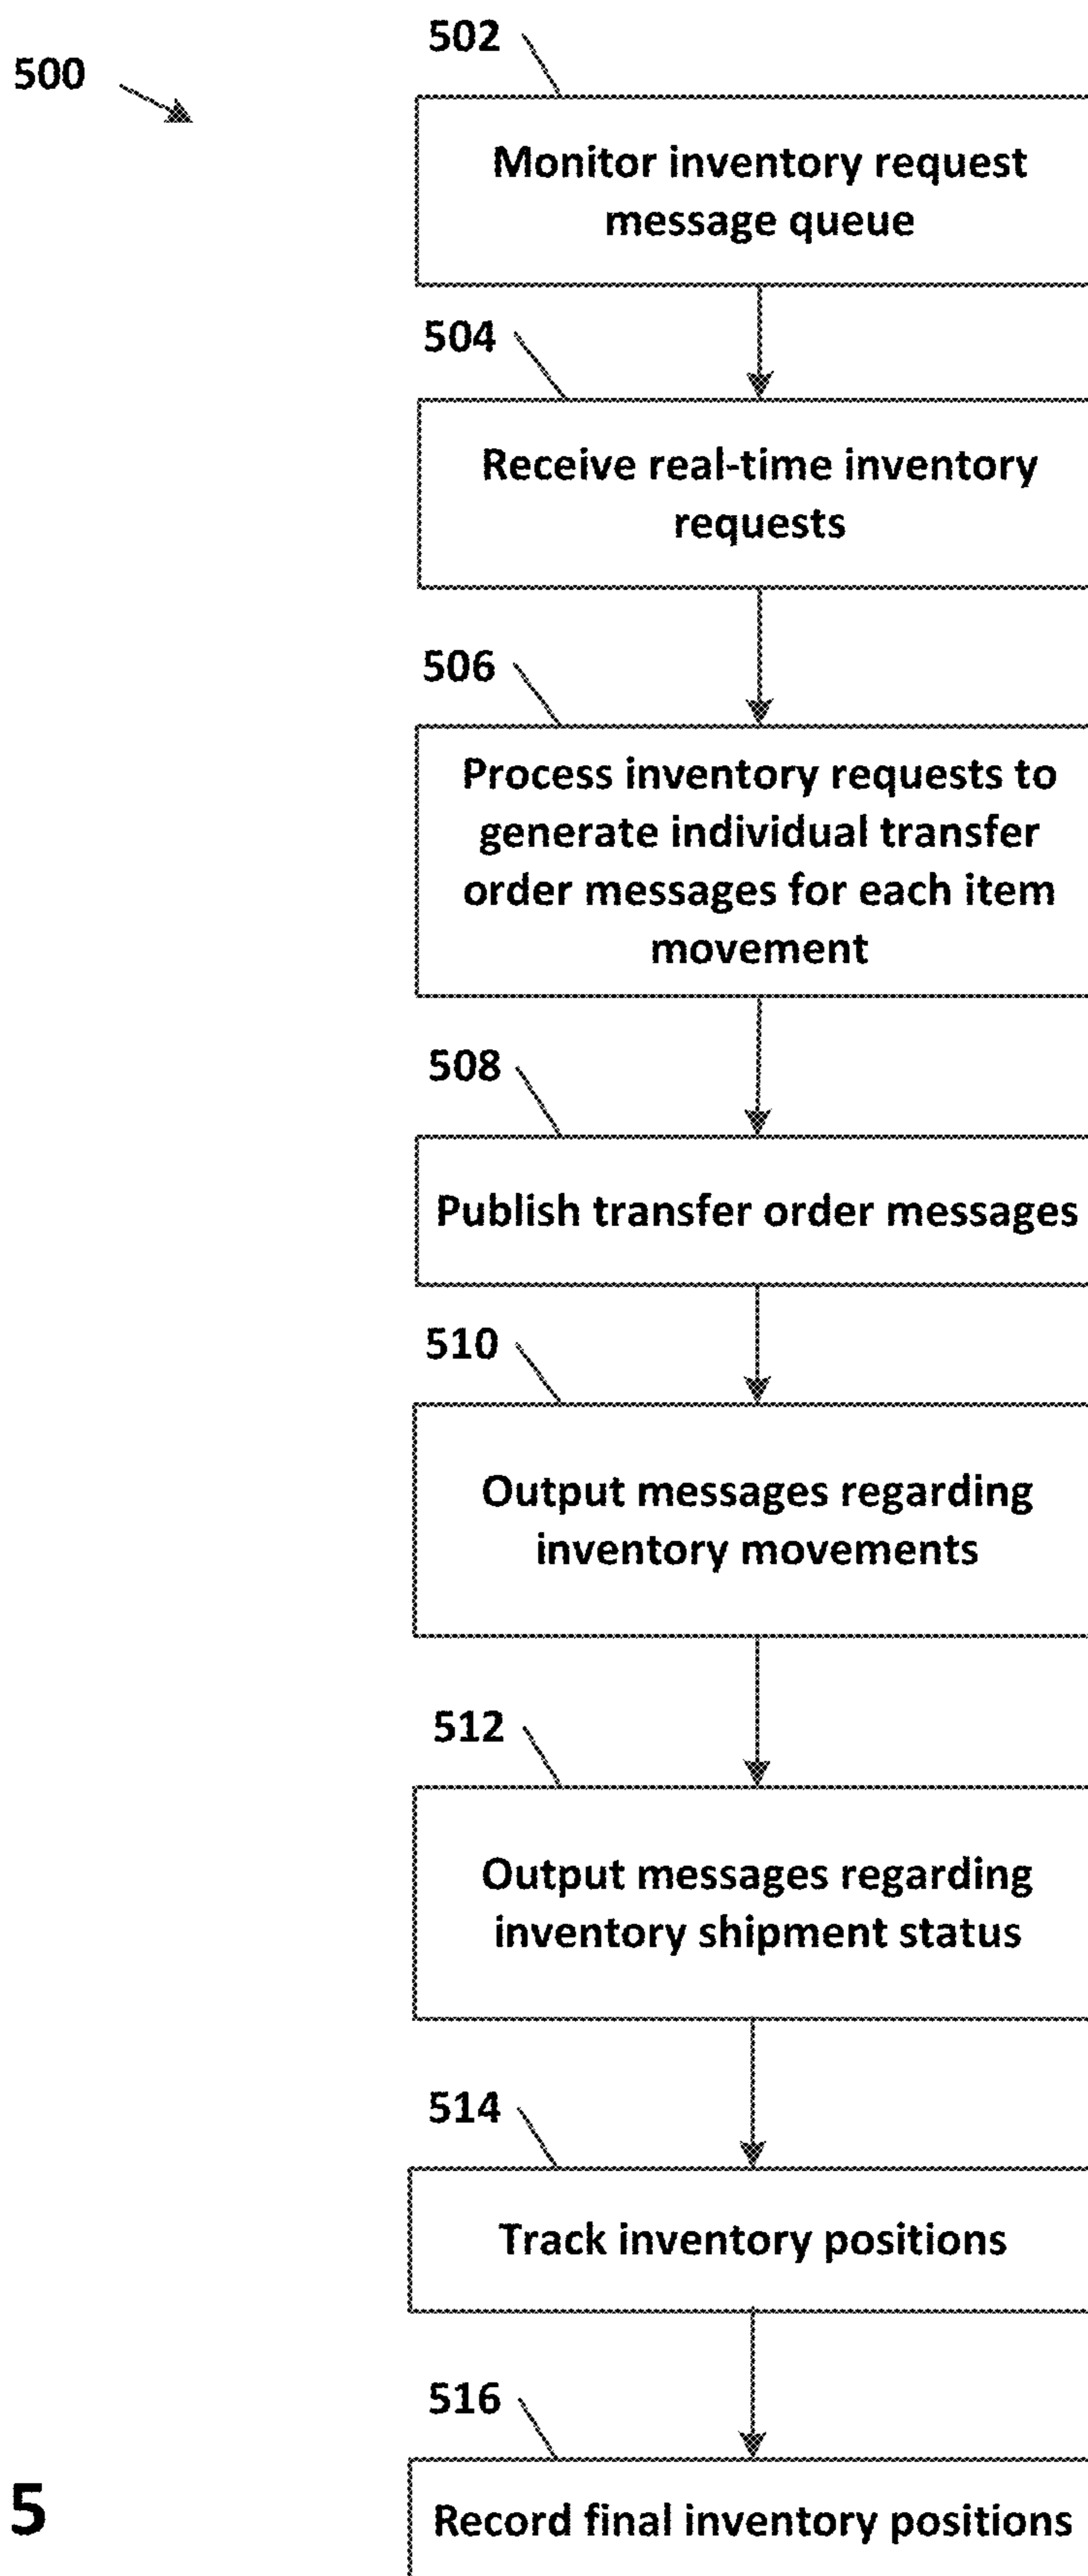 502
500
Monitor inventory request
message queue
504
Receive real-time inventory
requests
506
Process inventory requests to
generate individual transfer
order messages for each item
movement
508
Publish transfer order messages
510
Output messages regarding
inventory movements
512
Output messages regarding
inventory shipment status
514
Track inventory positions
516
Record final inventory positions
5